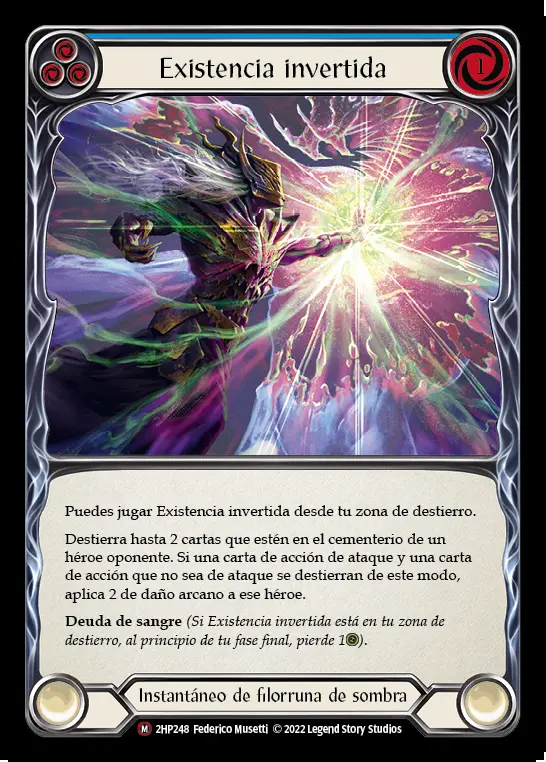 Existencia invertida
1
Puedes jugar Existencia invertida desde tu zona de destierro.
Destierra hasta 2 cartas que estén en el cementerio de un
héroe oponente. Si una carta de acción de ataque y una carta
de acción que no sea de ataque se destierran de este modo,
aplica 2 de daño arcano a ese héroe.
Deuda de sangre (Si Existencia invertida está en tu zona de
destierro, al principio de tu fase final, pierde 1).
Instantáneo de filorruna de sombra
M 2HP248 Federico Musetti © 2022 Legend Story Studios